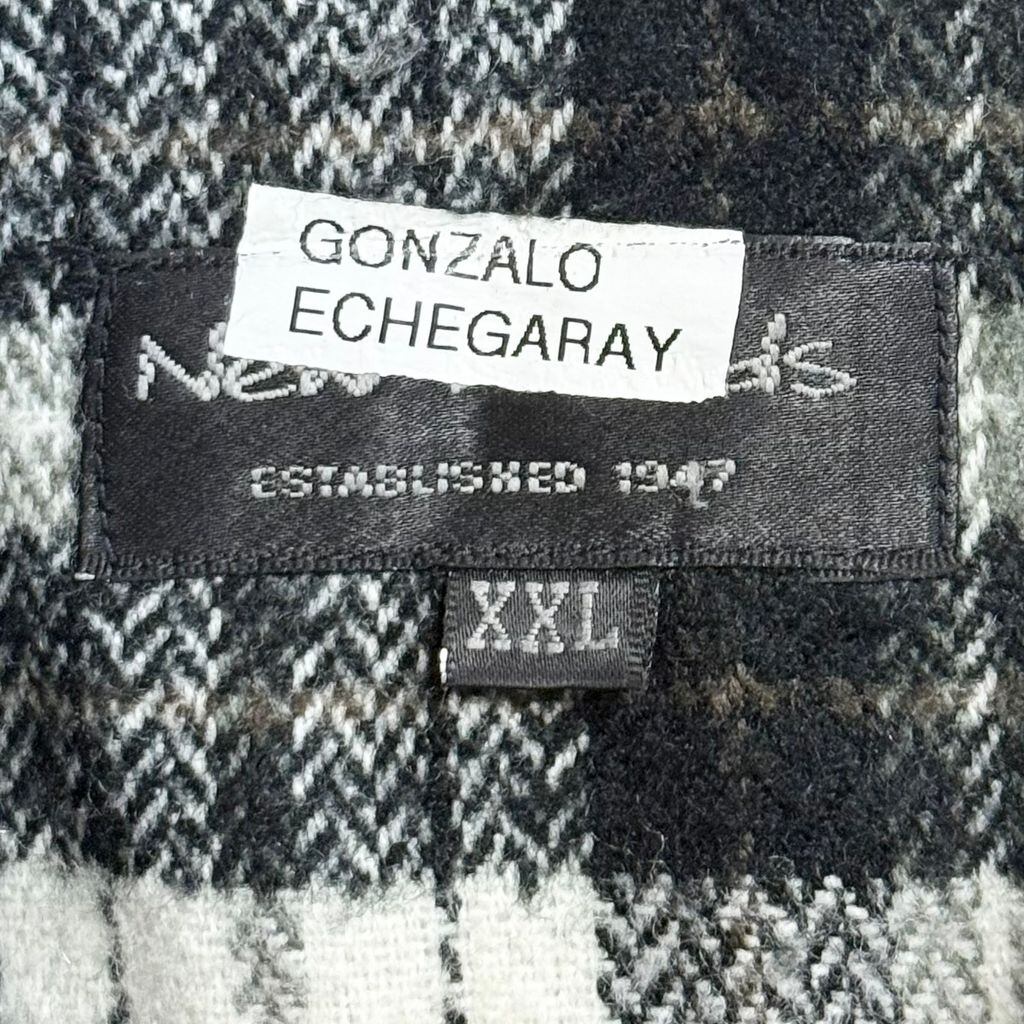 GONZALO
ECHEGARAY
ESTABLISHED 1947
XXL